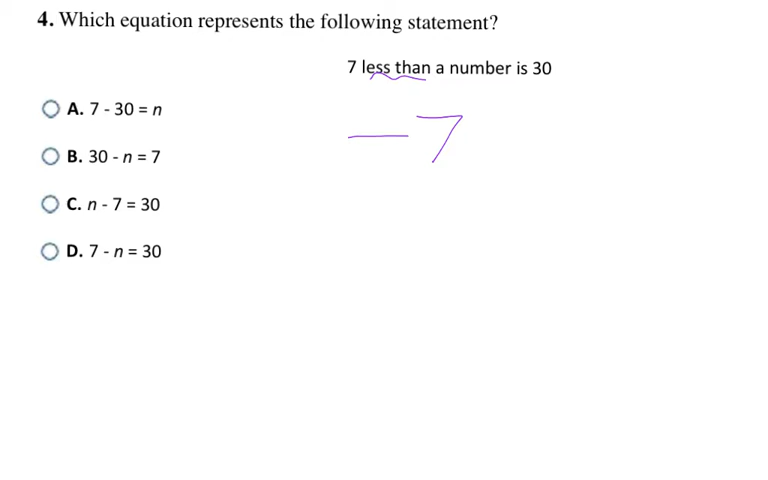 4. Which equation represents the following statement?
7 less than a number is 30
A. 7 - 30 = n
- 7
B. 30 - n = 7
C. n - 7 = 30
D. 7 - n = 30